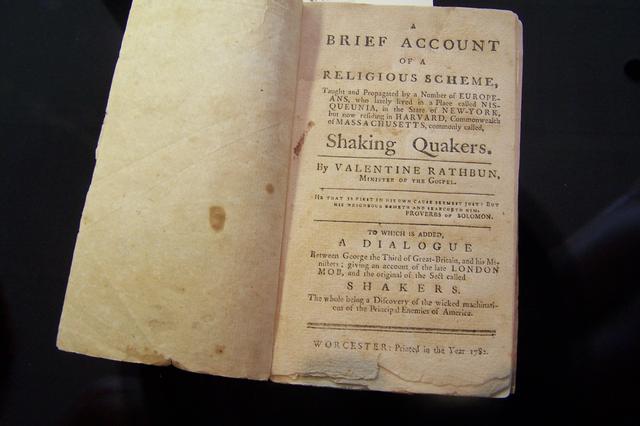 A
BRIEF ACCOUNT
OF A
RELIGIOUS SCHEME,
Taught and Propagated by a Number of EUROPE-
ANS, who lately lived in a Place called NIS-
QUEUNIA, in the State of NEW-YORK,
but now residing in HARVARD, Commonwealth
of MASSACHUSETTS, commonly called,
Shaking Quakers.
By VALENTINE RATHBUN,
MINISTER OF THE GOSPEL.
HE THAT IS FIRST IN HIS OWN CAUSE SEEMETH JUST: BUT
HIS NEIGHBOUR COMETH AND SEARCHETH HIM.
PROVERBS OF SOLOMON.
TO WHICH IS ADDED,
A DIALOGUE
Between George the Third of Great-Britain, and his Mi-
nisters; giving an account of the late LONDON
MOB, and the original of the Sect called
SHAKERS.
The whole being a Discovery of the wicked machinati-
ons of the Principal Enemies of America.
WORCESTER: Printed in the Year 1782.